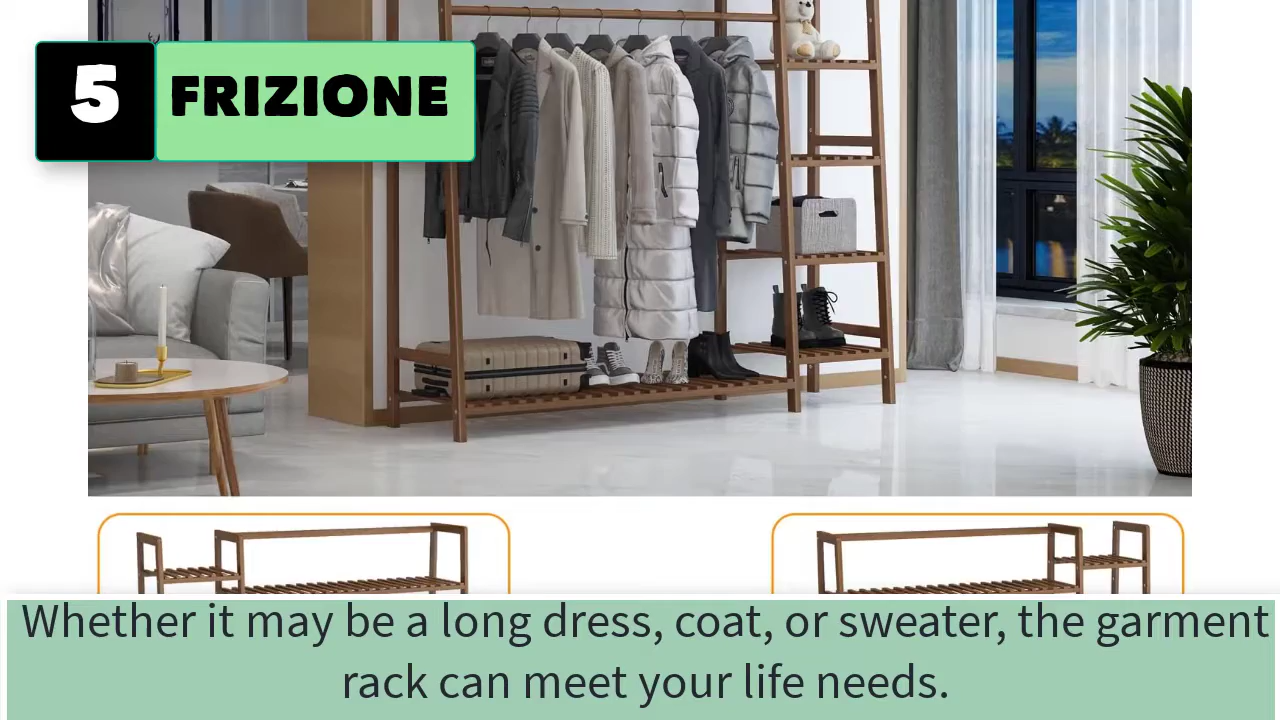 5 FRIZIONE
Whether it may be a long dress, coat, or sweater, the garment
rack can meet your life needs.